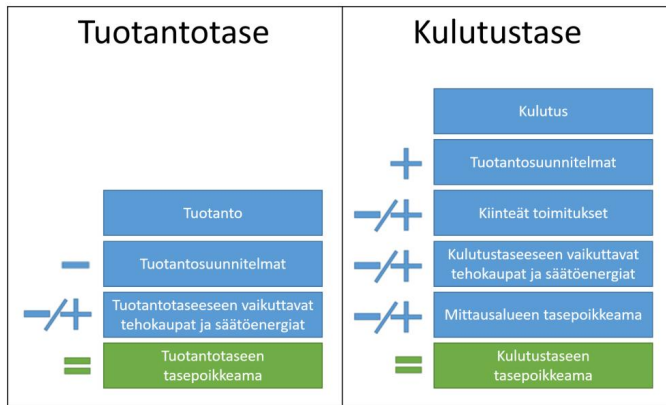 Tuotantotase
Tuotanto
− Tuotantosuunnitelmat
−/+ Tuotantotaseeseen vaikuttavat
tehokaupat ja säätöenergiat
= Tuotantotaseen
tasepoikkeama
Kulutustase
Kulutus
+ Tuotantosuunnitelmat
−/+ Kiinteät toimitukset
−/+ Kulutustaseeseen vaikuttavat
tehokaupat ja säätöenergiat
−/+ Mittausalueen tasepoikkeama
= Kulutustaseen
tasepoikkeama